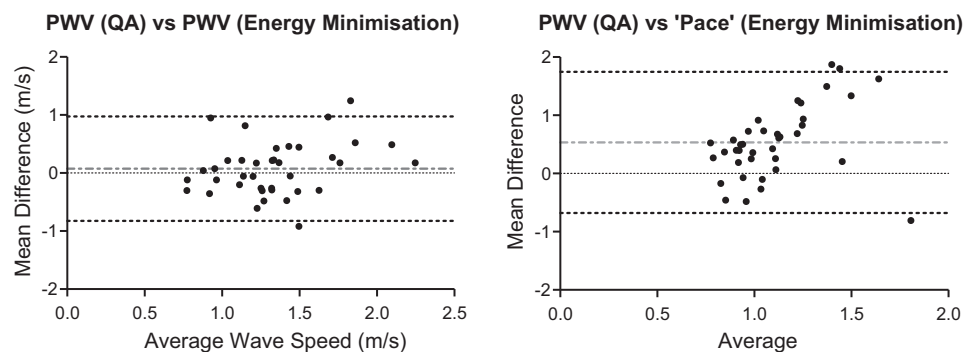 PWV (QA) vs PWV (Energy Minimisation)
Mean Difference (m/s)
2
1
0
-1
-2
0.0 0.5 1.0 1.5 2.0 2.5
Average Wave Speed (m/s)
PWV (QA) vs 'Pace' (Energy Minimisation)
Mean Difference
2
1
0
-1
-2
0.0 0.5 1.0 1.5 2.0
Average